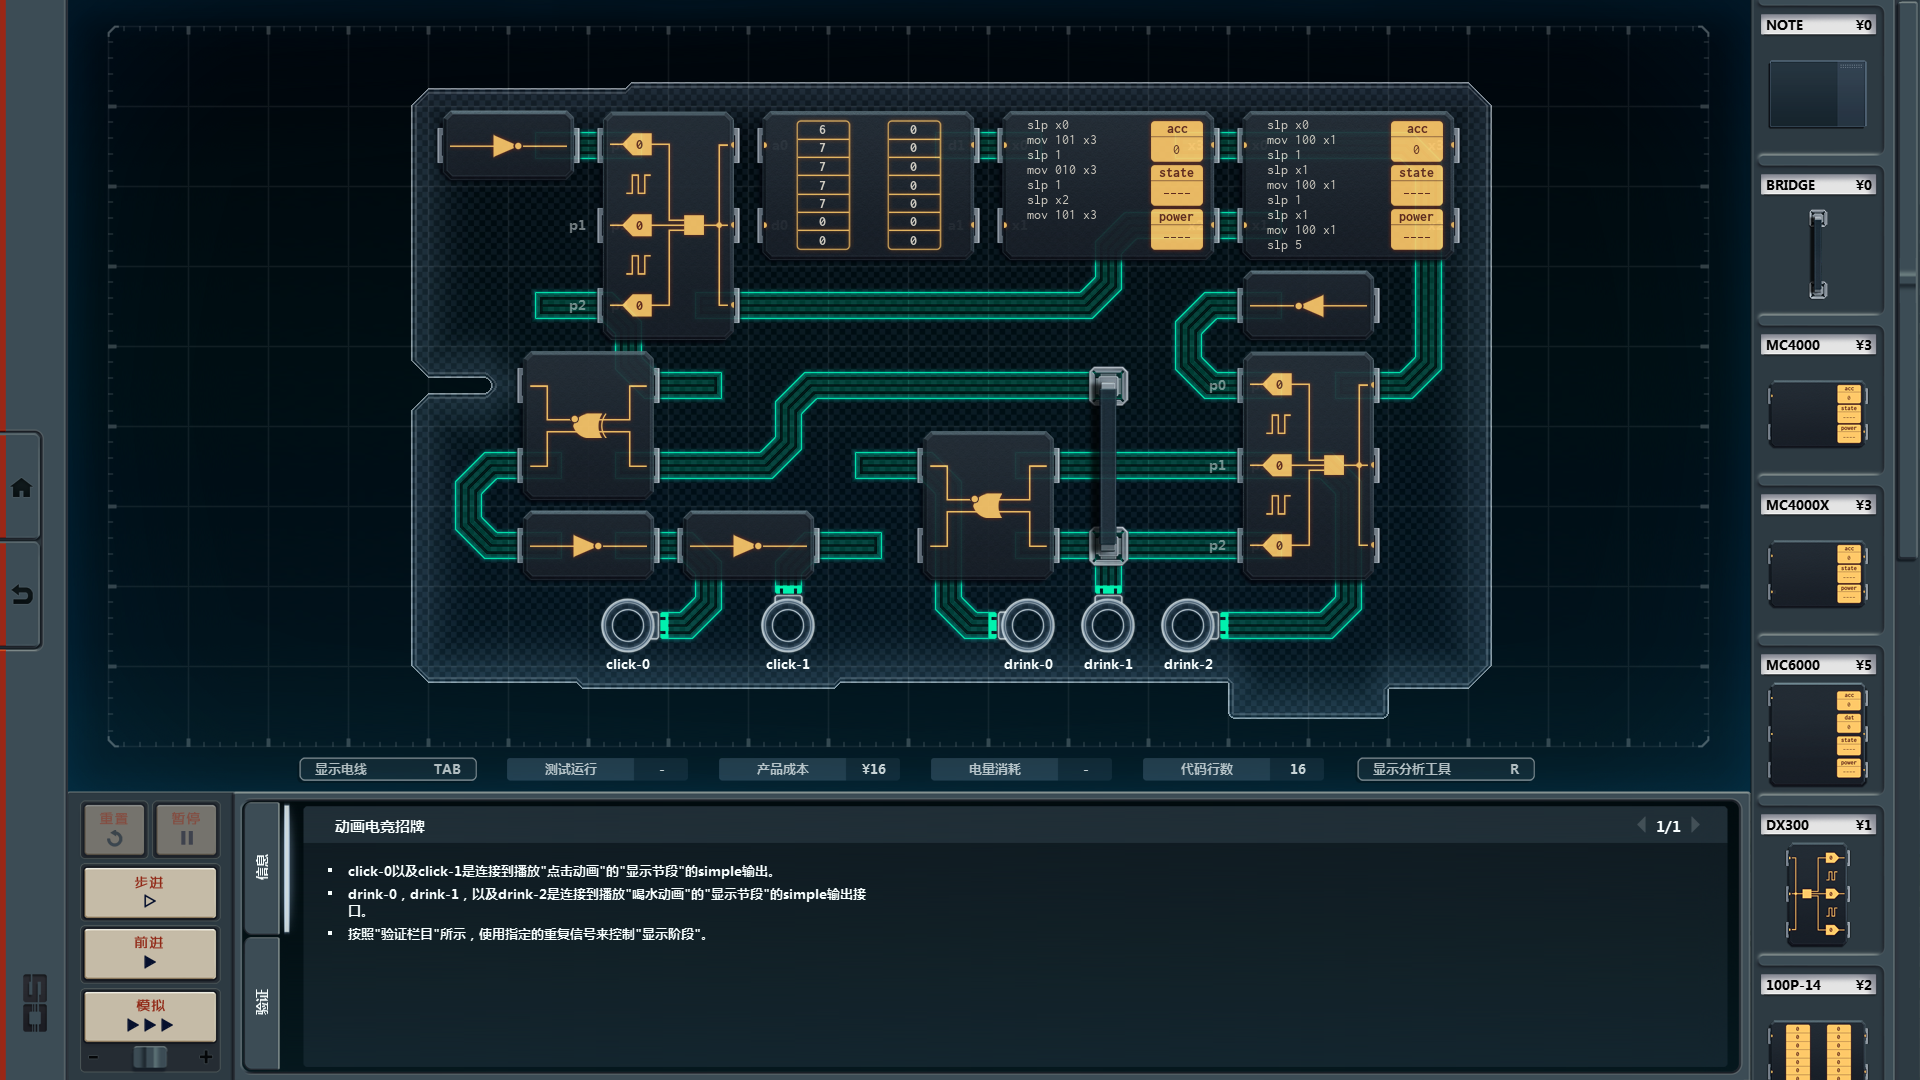 NOTE ¥0
BRIDGE ¥0
MC4000 ¥3
MC4000X ¥3
MC6000 ¥5
DX300 ¥1
100P-14 ¥2
0
p1 0
p2 0
6
7
7
7
7
0
0
0
0
0
0
0
0
0
slp x0
mov 101 x3
slp 1
mov 010 x3
slp 1
slp x2
mov 101 x3
acc
0
state
----
power
----
slp x0
mov 100 x1
slp 1
slp x1
mov 100 x1
slp 1
slp x1
mov 100 x1
slp 5
acc
0
state
----
power
----
p0 0
p1 0
p2 0
click-0
click-1
drink-0
drink-1
drink-2
显示电线 TAB
测试运行 -
产品成本 ¥16
电量消耗 -
代码行数 16
显示分析工具 R
重置
暂停
步进
前进
模拟
- +
信息
验证
动画电竞招牌
1/1
▪ click-0以及click-1是连接到播放"点击动画"的"显示节段"的simple输出。
▪ drink-0，drink-1，以及drink-2是连接到播放"喝水动画"的"显示节段"的simple输出接
口。
▪ 按照"验证栏目"所示，使用指定的重复信号来控制"显示阶段"。